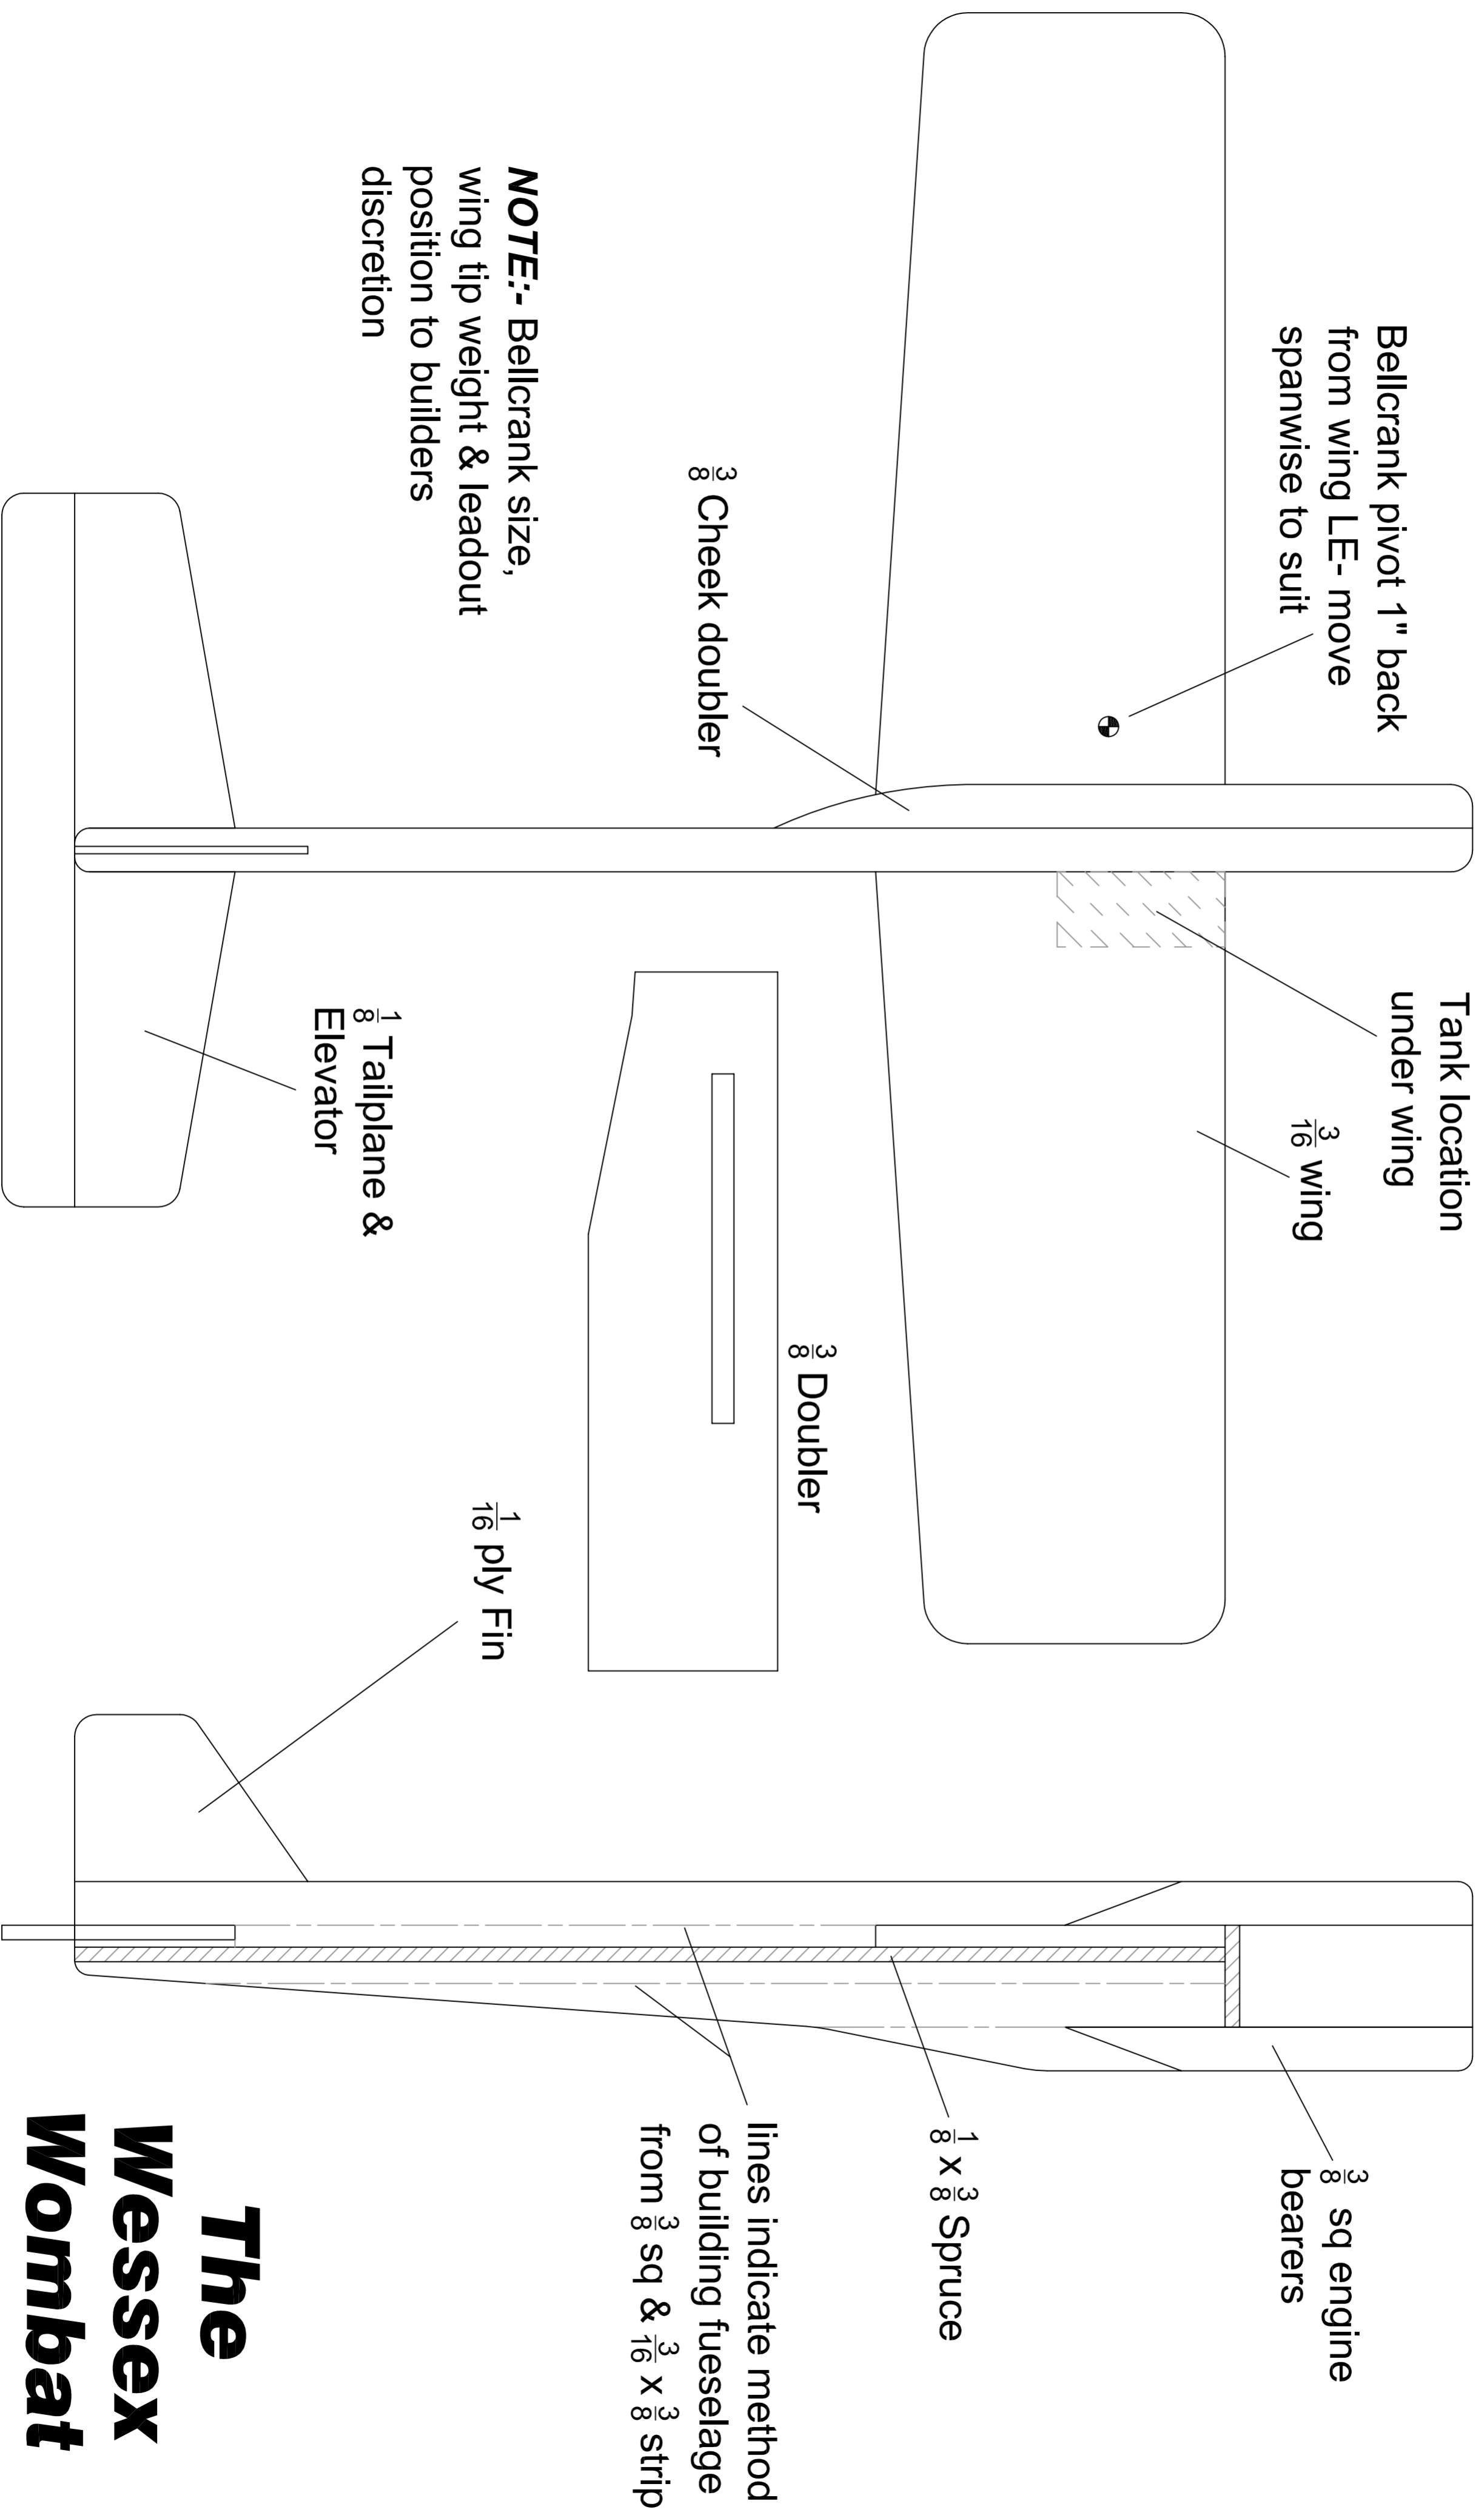 Bellcrank pivot 1" back
from wing LE- move
spanwise to suit
Tank location
under wing
3/16 wing
NOTE:- Bellcrank size,
wing tip weight & leadout
position to builders
discretion
3/8 Cheek doubler
1/8 Tailplane &
Elevator
3/8 Doubler
1/16 ply Fin
3/8 sq engine
bearers
1/8 x 3/8 Spruce
lines indicate method
of building fueselage
from 3/8 sq & 3/16 x 3/8 strip
The
Wessex
Wombat